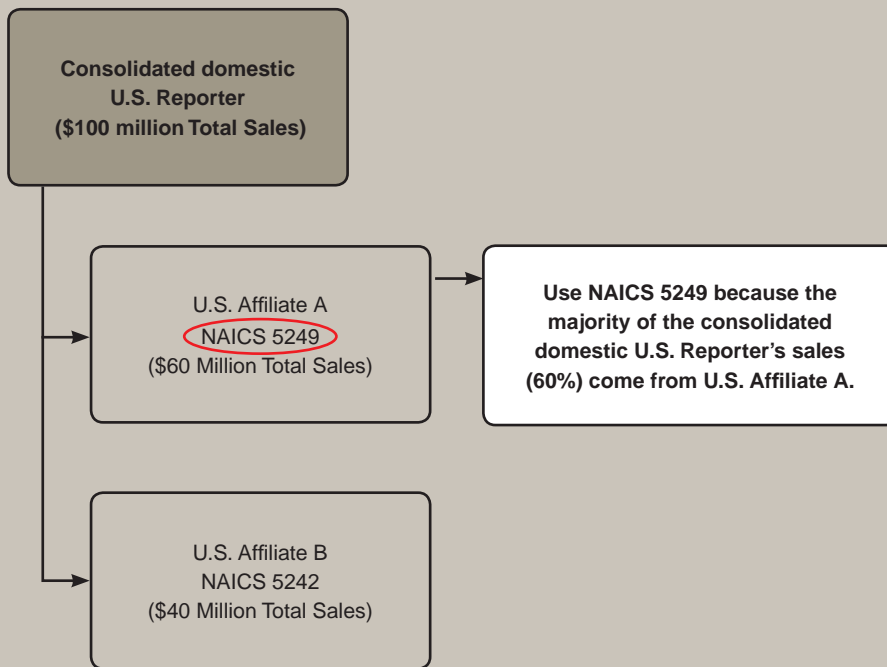 Consolidated domestic
U.S. Reporter
($100 million Total Sales)
U.S. Affiliate A
NAICS 5249
($60 Million Total Sales)
Use NAICS 5249 because the
majority of the consolidated
domestic U.S. Reporter’s sales
(60%) come from U.S. Affiliate A.
U.S. Affiliate B
NAICS 5242
($40 Million Total Sales)